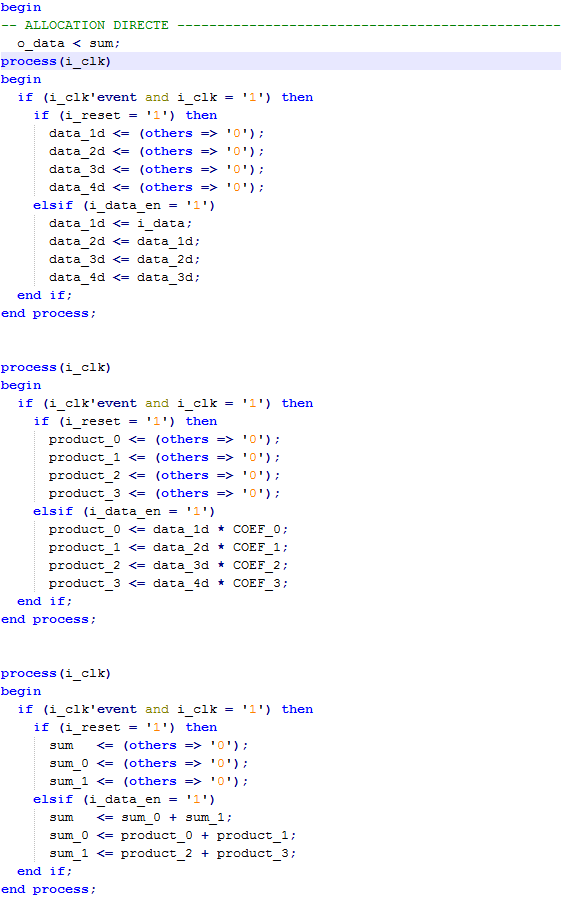 begin
-- ALLOCATION DIRECTE ------------------------------------------------
  o_data < sum;
process(i_clk)
begin
  if (i_clk'event and i_clk = '1') then
    if (i_reset = '1') then
      data_1d <= (others => '0');
      data_2d <= (others => '0');
      data_3d <= (others => '0');
      data_4d <= (others => '0');
    elsif (i_data_en = '1')
      data_1d <= i_data;
      data_2d <= data_1d;
      data_3d <= data_2d;
      data_4d <= data_3d;
  end if;
end process;
process(i_clk)
begin
  if (i_clk'event and i_clk = '1') then
    if (i_reset = '1') then
      product_0 <= (others => '0');
      product_1 <= (others => '0');
      product_2 <= (others => '0');
      product_3 <= (others => '0');
    elsif (i_data_en = '1')
      product_0 <= data_1d * COEF_0;
      product_1 <= data_2d * COEF_1;
      product_2 <= data_3d * COEF_2;
      product_3 <= data_4d * COEF_3;
  end if;
end process;
process(i_clk)
begin
  if (i_clk'event and i_clk = '1') then
    if (i_reset = '1') then
      sum   <= (others => '0');
      sum_0 <= (others => '0');
      sum_1 <= (others => '0');
    elsif (i_data_en = '1')
      sum   <= sum_0 + sum_1;
      sum_0 <= product_0 + product_1;
      sum_1 <= product_2 + product_3;
  end if;
end process;